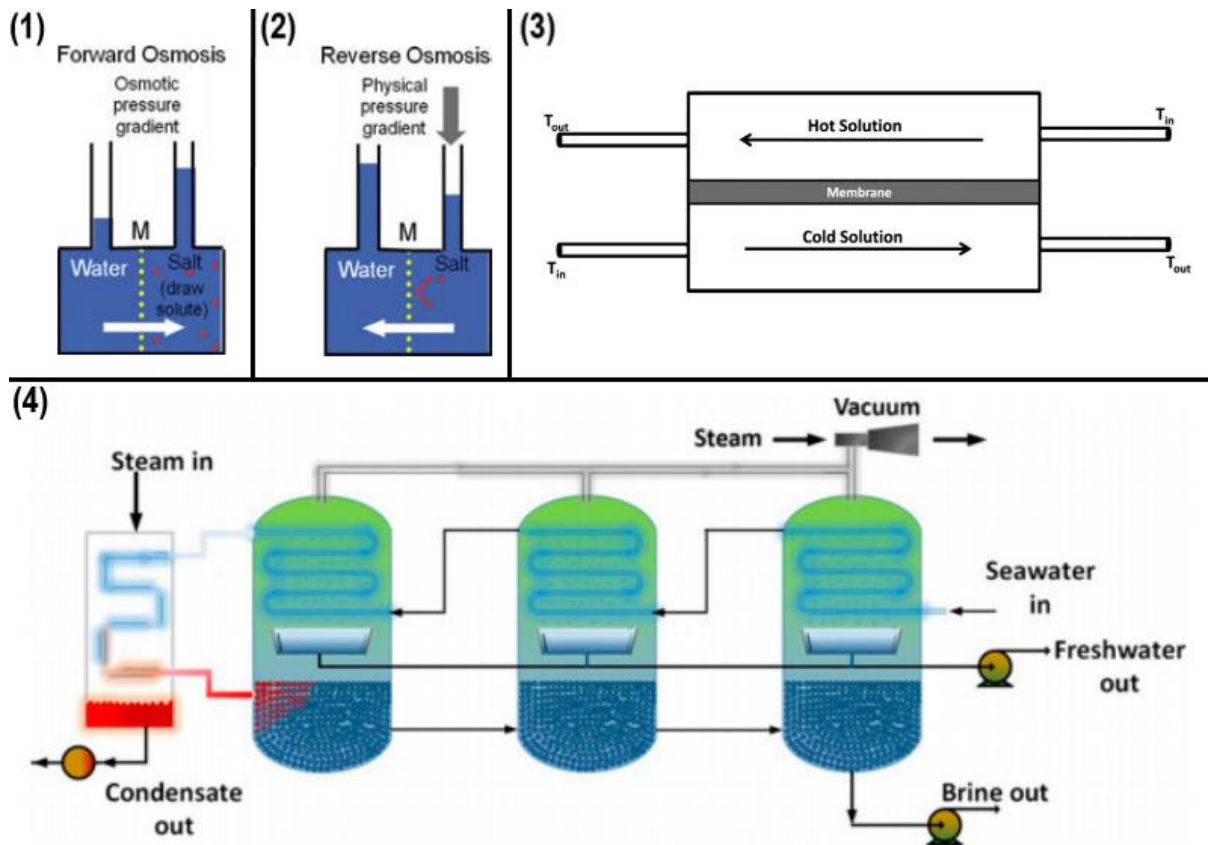 (1)
Forward Osmosis
Osmotic
pressure
gradient
M
Water
Salt
(draw
solute)
(2)
Reverse Osmosis
Physical
pressure
gradient
M
Water
Salt
(3)
Tout
Tin
Hot Solution
Membrane
Cold Solution
Tin
Tout
(4)
Vacuum
Steam
Steam in
Seawater
in
Freshwater
out
Condensate
out
Brine out